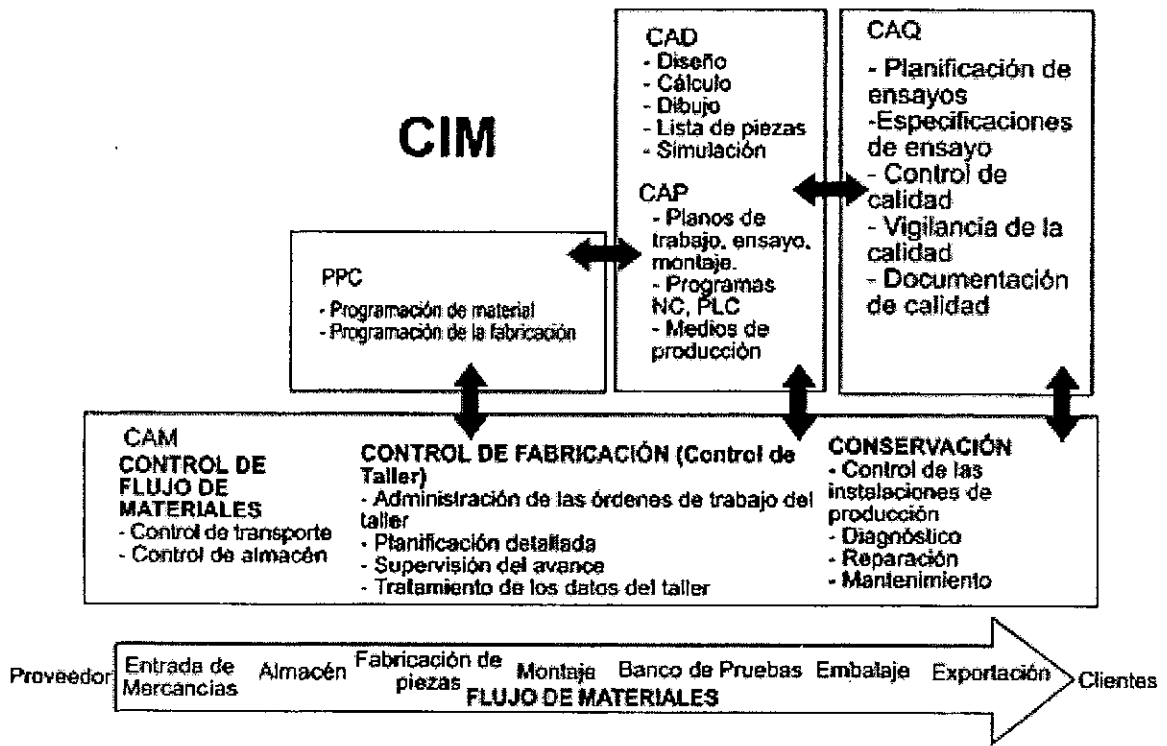 CIM
CAD
- Diseño
- Cálculo
- Dibujo
- Lista de piezas
- Simulación
CAP
- Planos de
trabajo, ensayo,
montaje.
- Programas
NC, PLC
- Medios de
producción
CAQ
- Planificación de
ensayos
-Especificaciones
de ensayo
- Control de
calidad
- Vigilancia de la
calidad
- Documentación
de calidad
PPC
- Programación de material
- Programación de la fabricación
CAM
CONTROL DE
FLUJO DE
MATERIALES
- Control de transporte
- Control de almacén
CONTROL DE FABRICACIÓN (Control de
Taller)
- Administración de las órdenes de trabajo del
taller
- Planificación detallada
- Supervisión del avance
- Tratamiento de los datos del taller
CONSERVACIÓN
- Control de las
instalaciones de
producción
- Diagnóstico
- Reparación
- Mantenimiento
Proveedor
Entrada de
Mercancías
Almacén
Fabricación de
piezas
Montaje
Banco de Pruebas
Embalaje
Exportación
Clientes
FLUJO DE MATERIALES